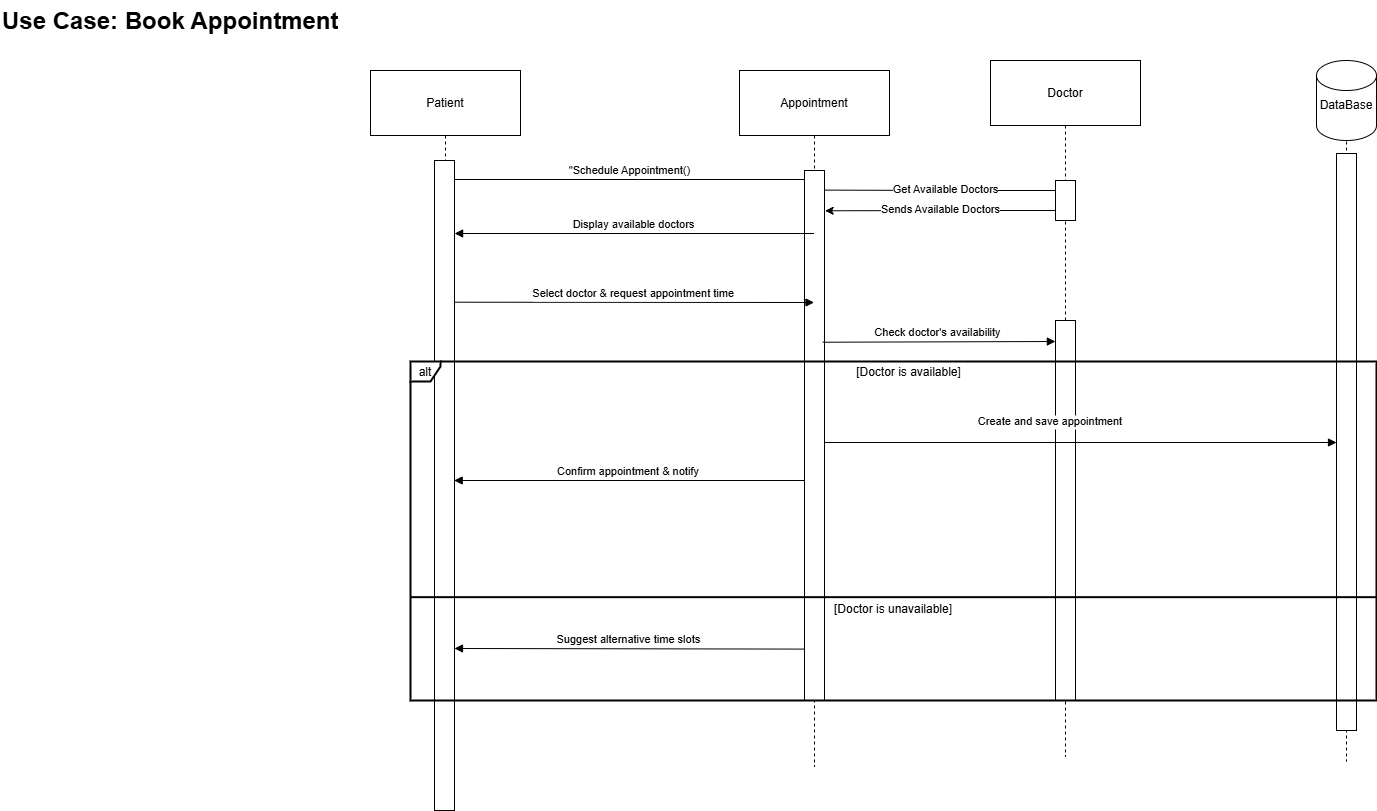 Use Case: Book Appointment
Patient
Appointment
Doctor
DataBase
"Schedule Appointment()
Get Available Doctors
Sends Available Doctors
Display available doctors
Select doctor & request appointment time
Check doctor's availability
alt
[Doctor is available]
Create and save appointment
Confirm appointment & notify
[Doctor is unavailable]
Suggest alternative time slots